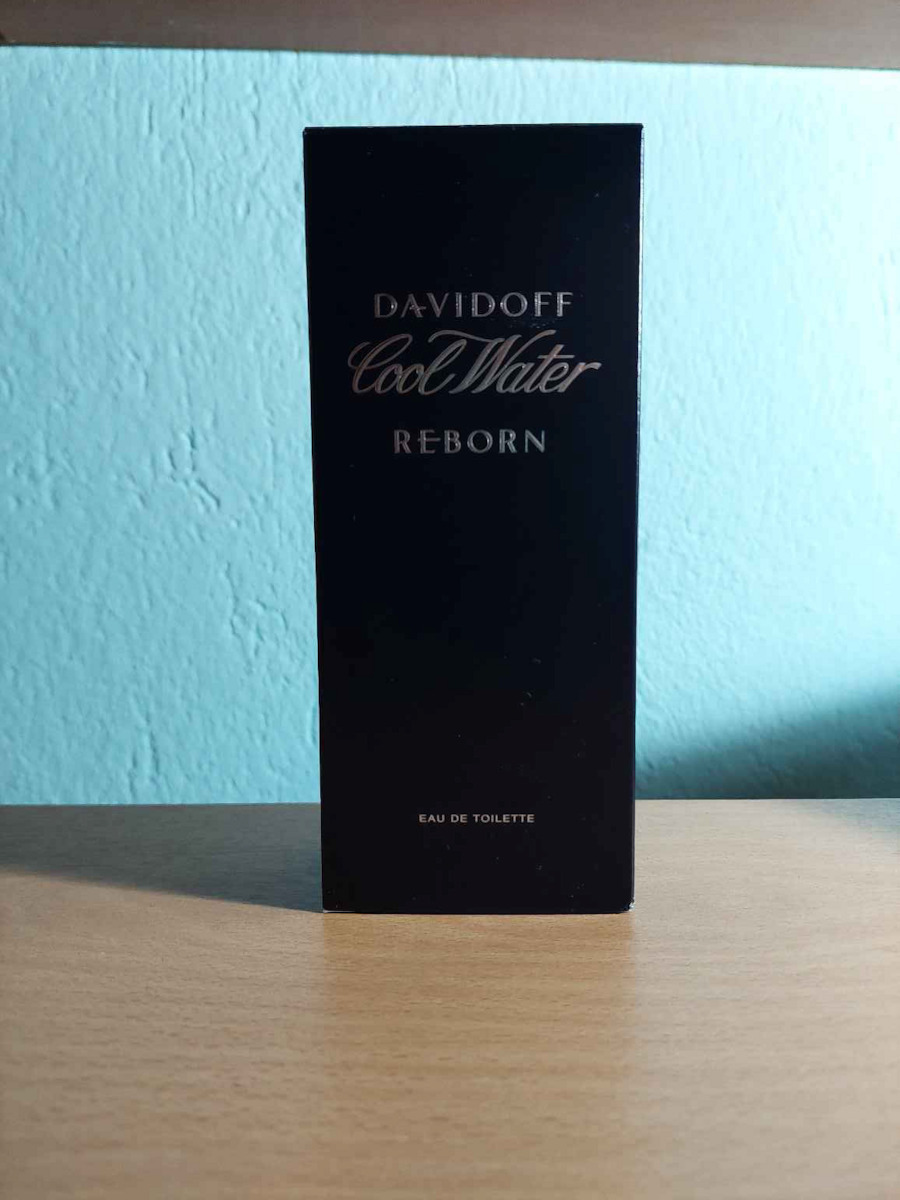 DAVIDOFF
Cool Water
REBORN
EAU DE TOILETTE